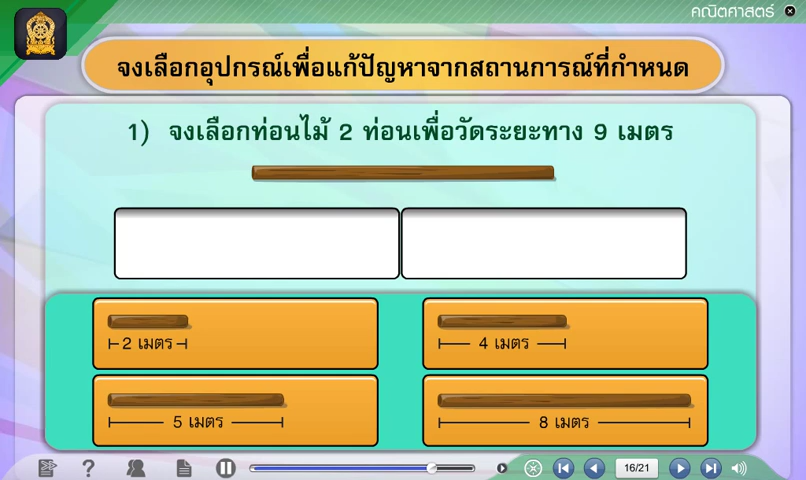 คณิตศาสตร์
จงเลือกอุปกรณ์เพื่อแก้ปัญหาจากสถานการณ์ที่กำหนด
1) จงเลือกท่อนไม้ 2 ท่อนเพื่อวัดระยะทาง 9 เมตร
2 เมตร
4 เมตร
5 เมตร
8 เมตร
16/21